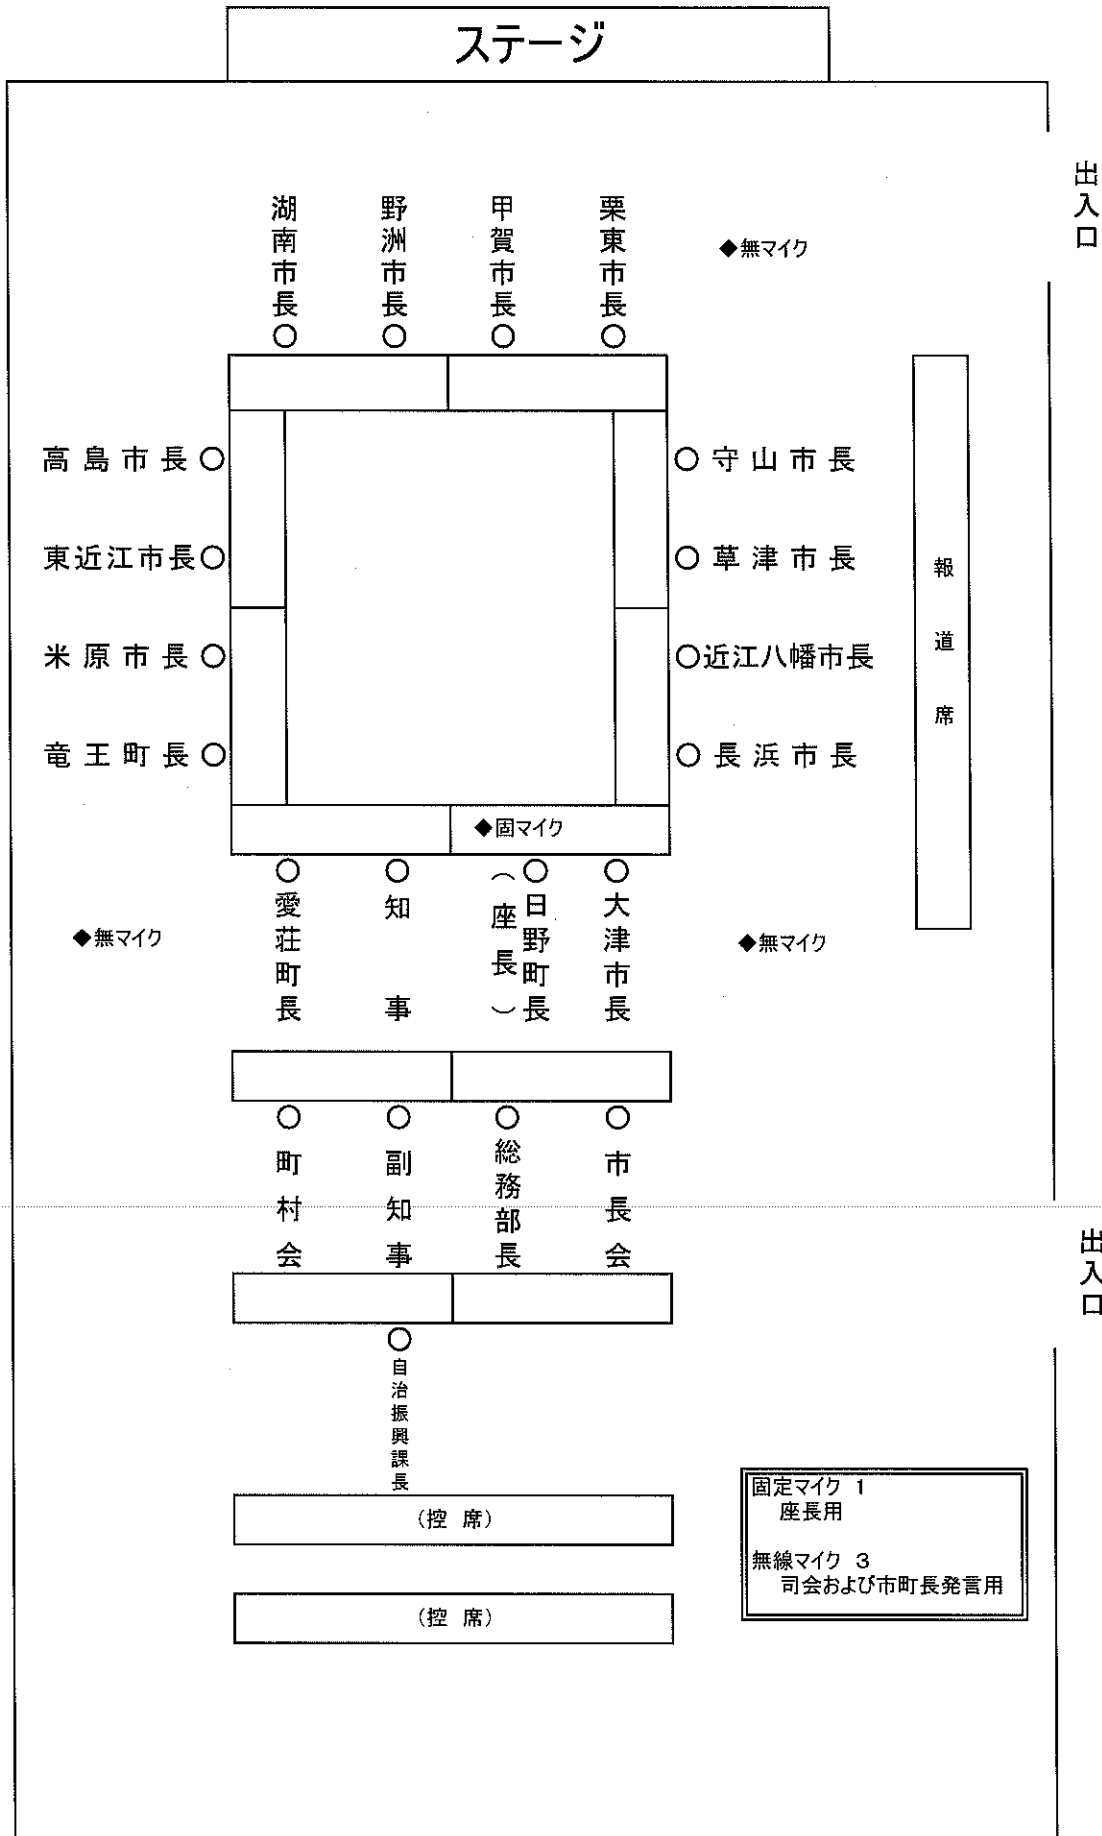 ステージ
出入口
湖南市長
野洲市長
甲賀市長
栗東市長
◆無マイク
高島市長
守山市長
東近江市長
草津市長
米原市長
近江八幡市長
竜王町長
長浜市長
報道席
◆固マイク
愛荘町長
知事
(座長)
日野町長
大津市長
◆無マイク
◆無マイク
町村会
副知事
総務部長
市長会
出入口
自治振興課長
(控 席)
(控 席)
固定マイク 1
座長用
無線マイク 3
司会および市町長発言用